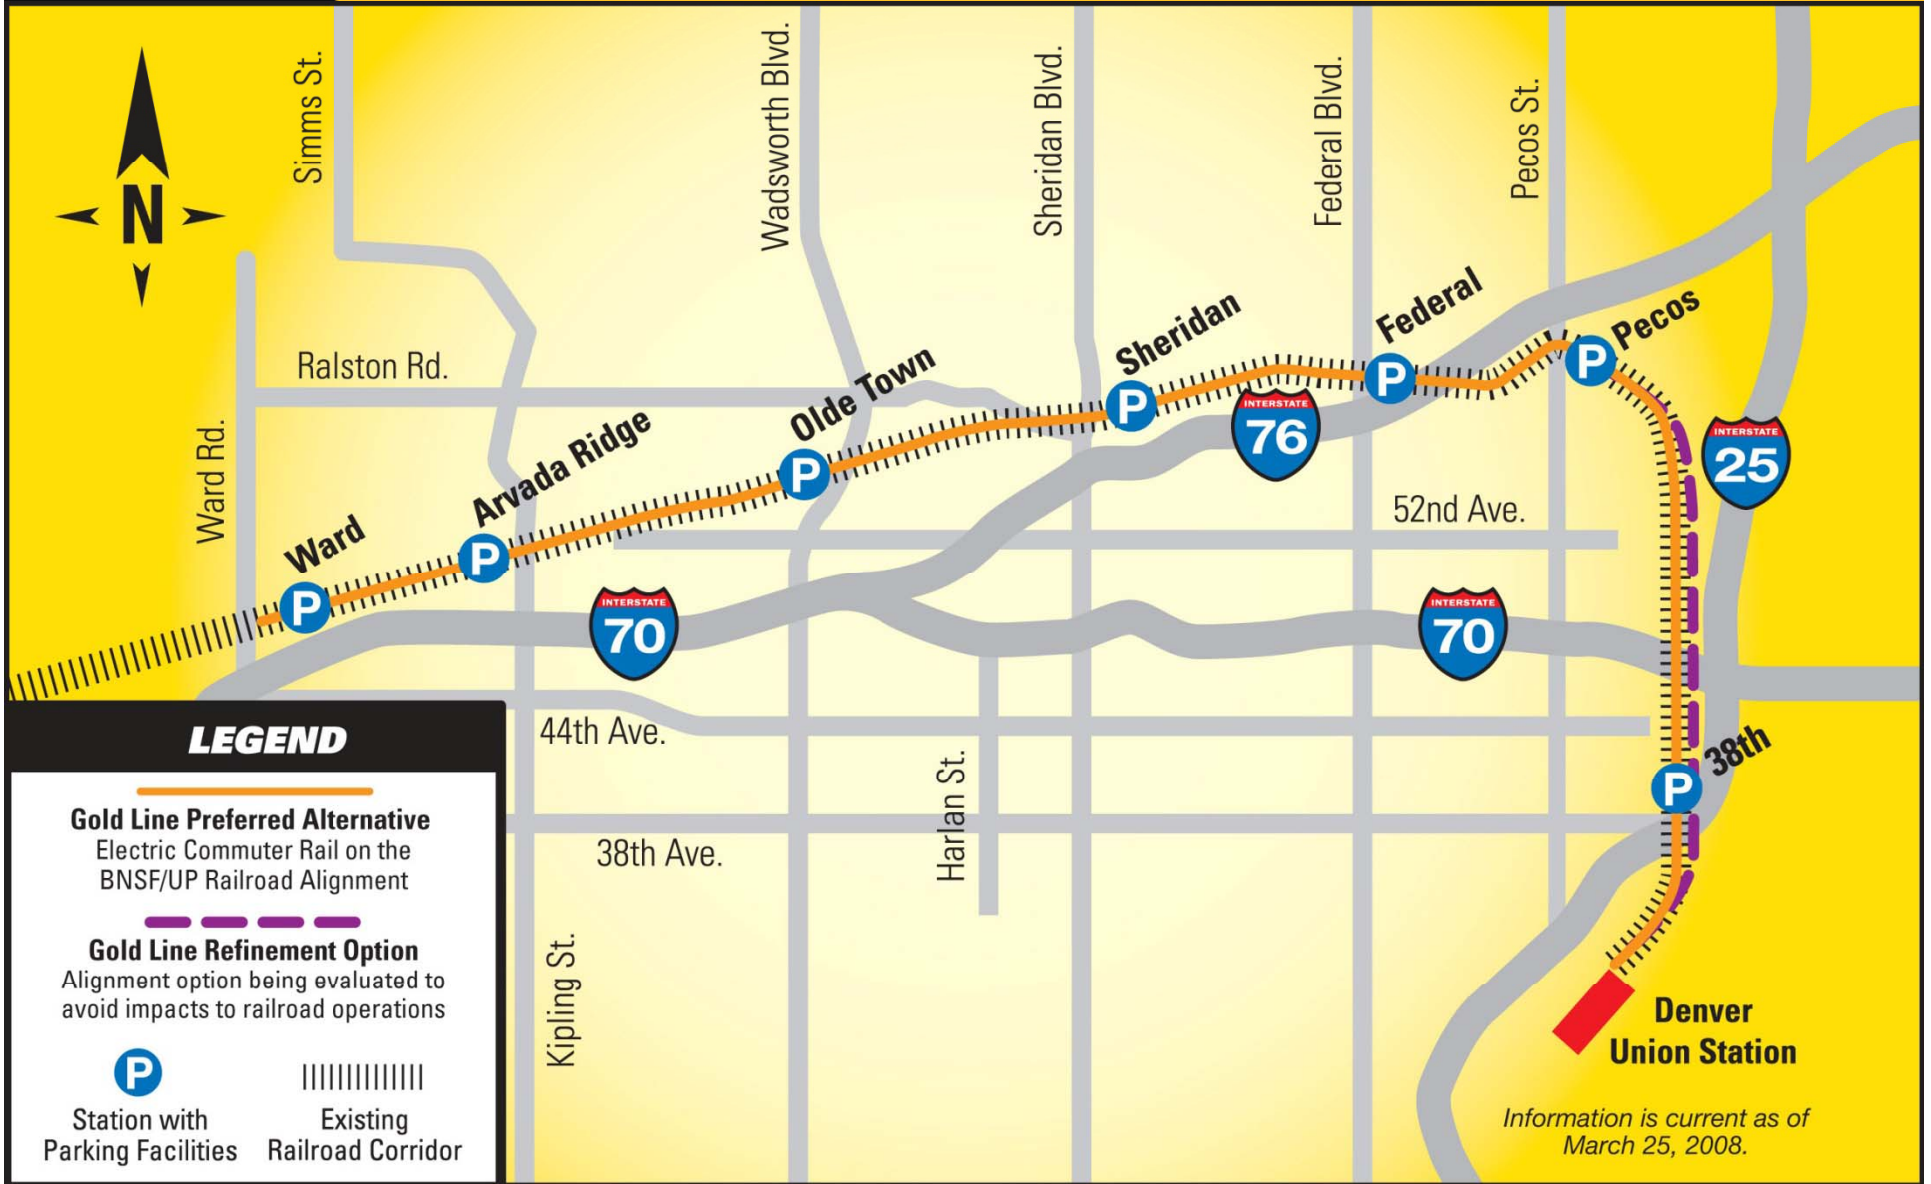 Simms St.
Wadsworth Blvd.
Sheridan Blvd.
Federal Blvd.
Pecos St.
N
Ralston Rd.
Ward Rd.
Ward
Arvada Ridge
Olde Town
Sheridan
Federal
Pecos
P
P
P
P
P
P
INTERSTATE
76
INTERSTATE
25
52nd Ave.
INTERSTATE
70
INTERSTATE
70
44th Ave.
38th
P
38th Ave.
Harlan St.
Kipling St.
Denver
Union Station
Information is current as of
March 25, 2008.
LEGEND
Gold Line Preferred Alternative
Electric Commuter Rail on the
BNSF/UP Railroad Alignment
Gold Line Refinement Option
Alignment option being evaluated to
avoid impacts to railroad operations
P
Station with
Parking Facilities
Existing
Railroad Corridor